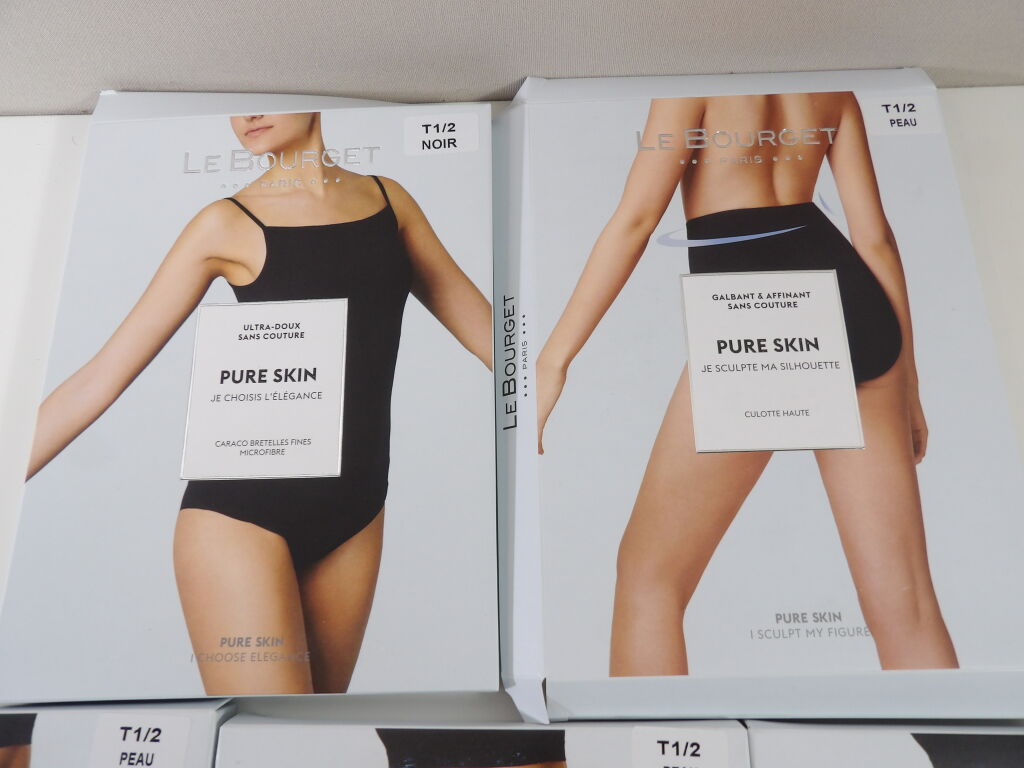 T1/2
NOIR
LE BOURGET
PARIS
ULTRA-DOUX
SANS COUTURE
PURE SKIN
JE CHOISIS L'ÉLÉGANCE
CARACO BRETELLES FINES
MICROFIBRE
PURE SKIN
I CHOOSE ELEGANCE
LE BOURGET
PARIS
T1/2
PEAU
LE BOURGET
PARIS
GALBANT & AFFINANT
SANS COUTURE
PURE SKIN
JE SCULPTE MA SILHOUETTE
CULOTTE HAUTE
PURE SKIN
I SCULPT MY FIGURE
T1/2
PEAU
T1/2